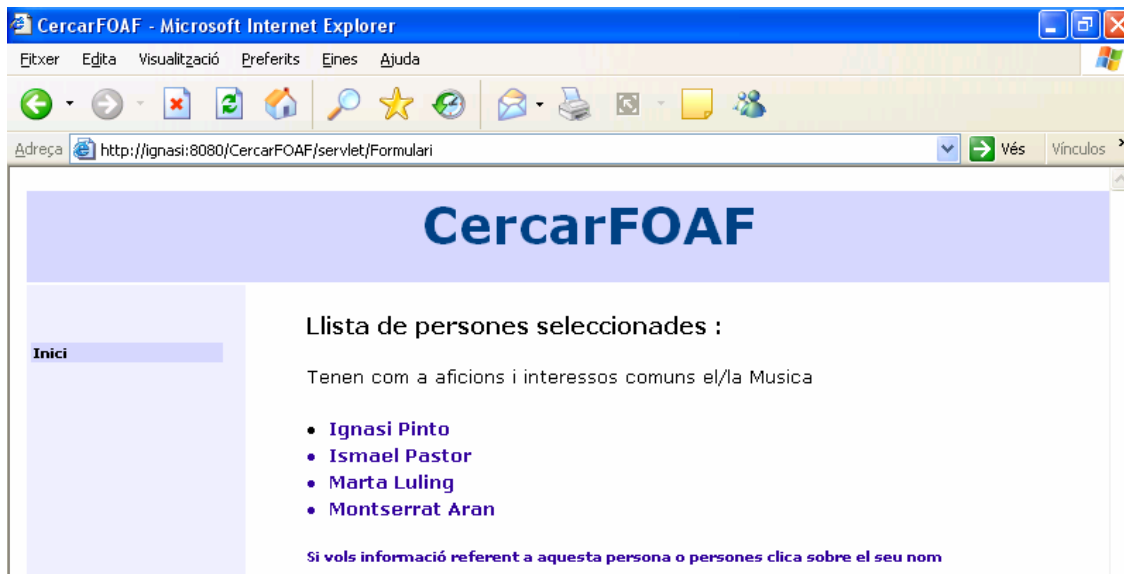 CercarFOAF - Microsoft Internet Explorer
Fitxer Edita Visualització Preferits Eines Ajuda
Adreça http://ignasi:8080/CercarFOAF/servlet/Formulari Vés Vínculos
CercarFOAF
Inici
Llista de persones seleccionades :
Tenen com a aficions i interessos comuns el/la Musica
• Ignasi Pinto
• Ismael Pastor
• Marta Luling
• Montserrat Aran
Si vols informació referent a aquesta persona o persones clica sobre el seu nom